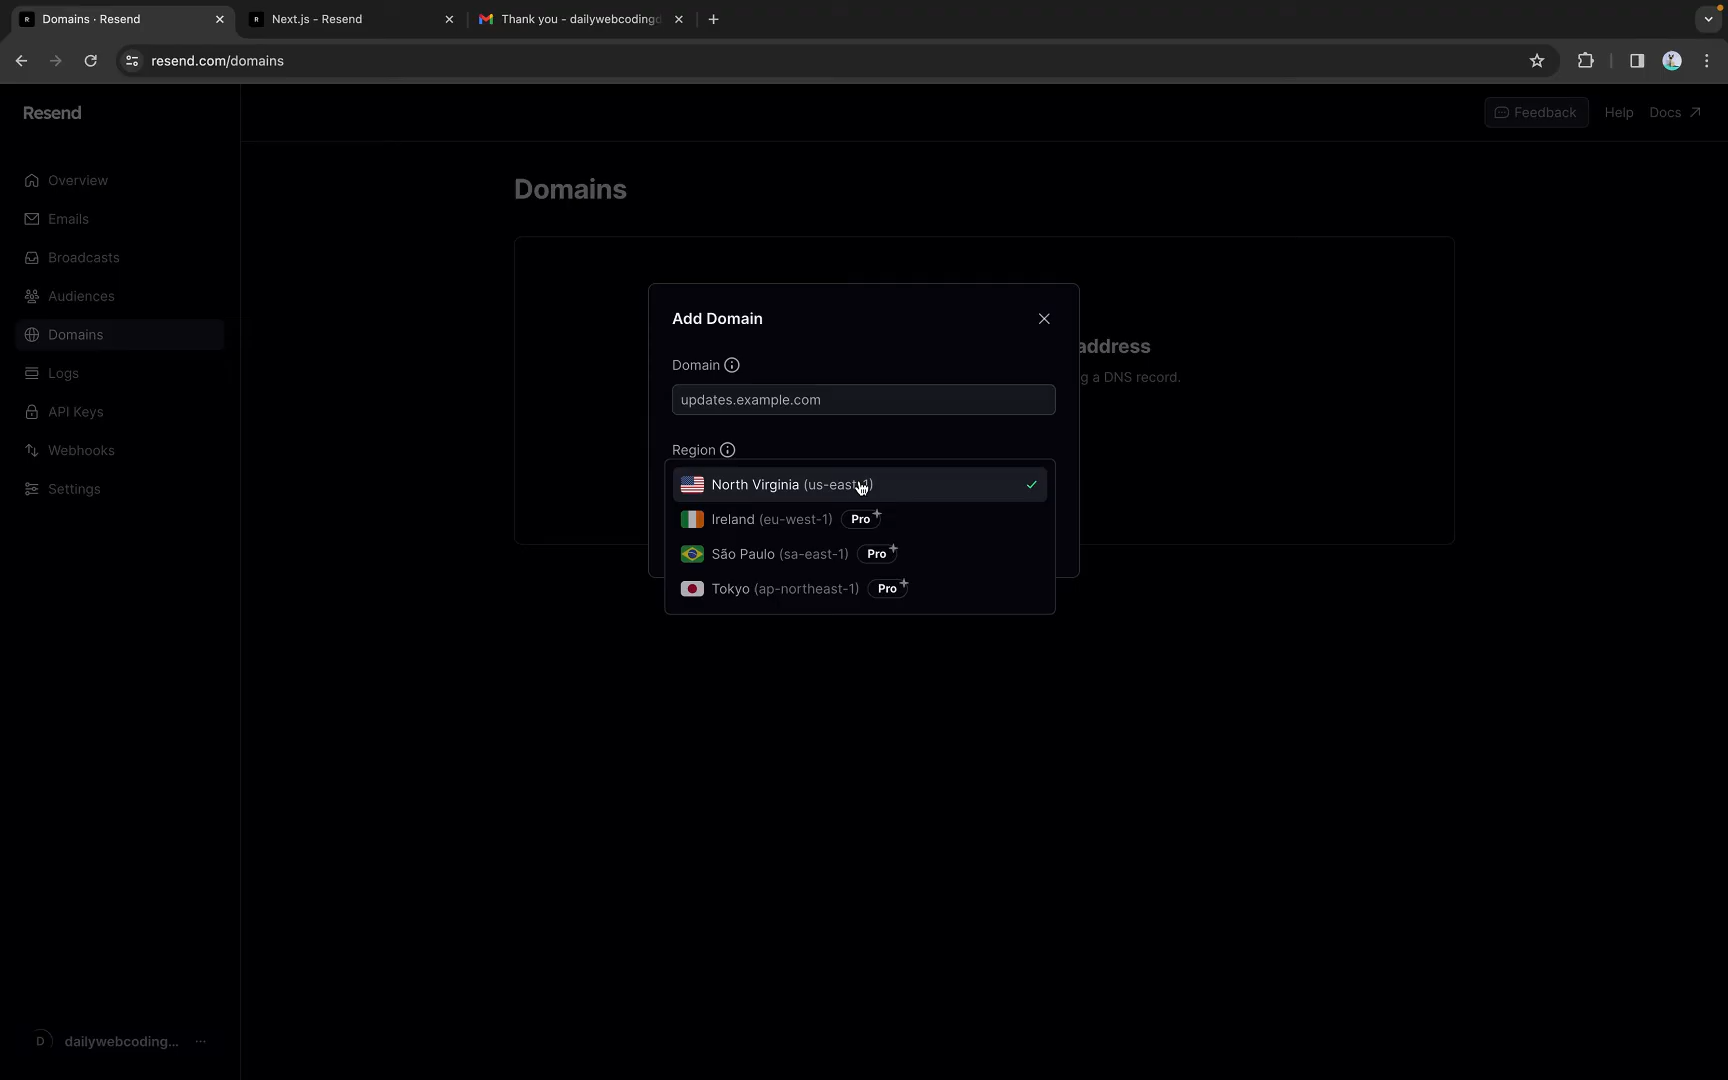 Domains · Resend
Next.js - Resend
Thank you - dailywebcodingd
resend.com/domains
Resend
Feedback
Help
Docs
Overview
Emails
Broadcasts
Audiences
Domains
Logs
API Keys
Webhooks
Settings
Domains
address
g a DNS record.
Add Domain
Domain
updates.example.com
Region
North Virginia (us-east-1)
Ireland (eu-west-1) Pro
São Paulo (sa-east-1) Pro
Tokyo (ap-northeast-1) Pro
D dailywebcoding...